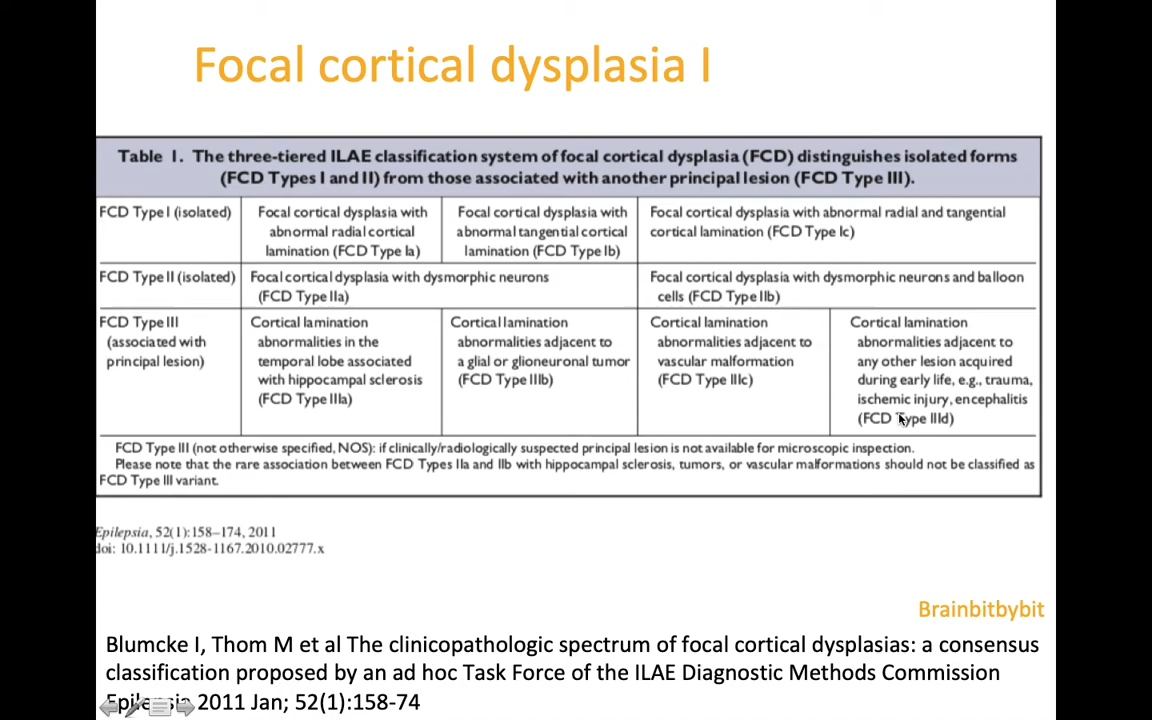 Focal cortical dysplasia I
Table 1. The three-tiered ILAE classification system of focal cortical dysplasia (FCD) distinguishes isolated forms
(FCD Types I and II) from those associated with another principal lesion (FCD Type III).
FCD Type I (isolated)
Focal cortical dysplasia with
abnormal radial cortical
lamination (FCD Type Ia)
Focal cortical dysplasia with
abnormal tangential cortical
lamination (FCD Type Ib)
Focal cortical dysplasia with abnormal radial and tangential
cortical lamination (FCD Type Ic)
FCD Type II (isolated)
Focal cortical dysplasia with dysmorphic neurons
(FCD Type IIa)
Focal cortical dysplasia with dysmorphic neurons and balloon
cells (FCD Type IIb)
FCD Type III
(associated with
principal lesion)
Cortical lamination
abnormalities in the
temporal lobe associated
with hippocampal sclerosis
(FCD Type IIIa)
Cortical lamination
abnormalities adjacent to
a glial or glioneuronal tumor
(FCD Type IIIb)
Cortical lamination
abnormalities adjacent to
vascular malformation
(FCD Type IIIc)
Cortical lamination
abnormalities adjacent to
any other lesion acquired
during early life, e.g., trauma,
ischemic injury, encephalitis
(FCD Type IIId)
FCD Type III (not otherwise specified, NOS): if clinically/radiologically suspected principal lesion is not available for microscopic inspection.
Please note that the rare association between FCD Types IIa and IIb with hippocampal sclerosis, tumors, or vascular malformations should not be classified as
FCD Type III variant.
Epilepsia, 52(1):158–174, 2011
doi: 10.1111/j.1528-1167.2010.02777.x
Brainbitbybit
Blumcke I, Thom M et al The clinicopathologic spectrum of focal cortical dysplasias: a consensus
classification proposed by an ad hoc Task Force of the ILAE Diagnostic Methods Commission
Epilepsia 2011 Jan; 52(1):158-74